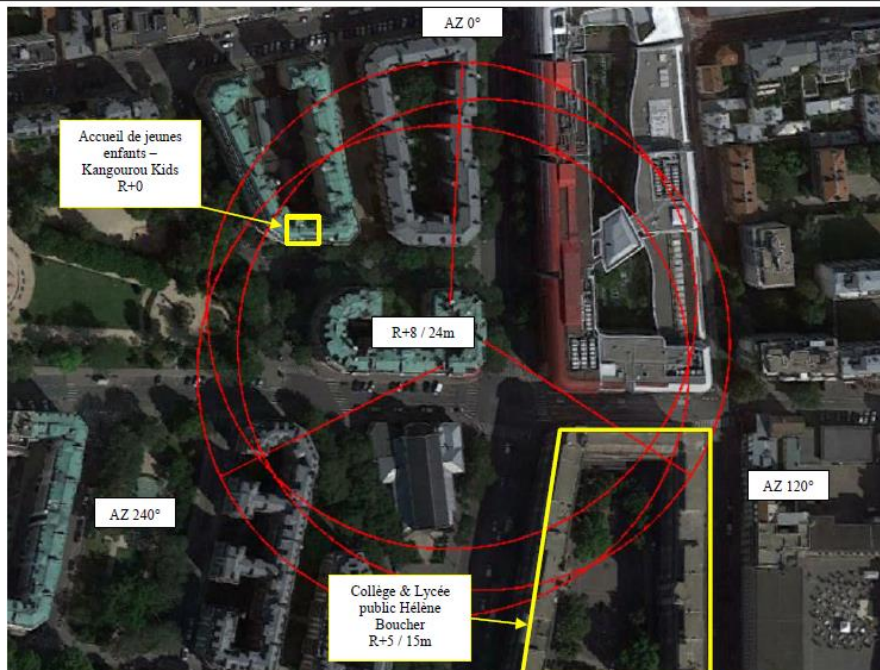 AZ 0°
Accueil de jeunes
enfants –
Kangourou Kids
R+0
R+8 / 24m
AZ 240°
AZ 120°
Collège & Lycée
public Hélène
Boucher
R+5 / 15m